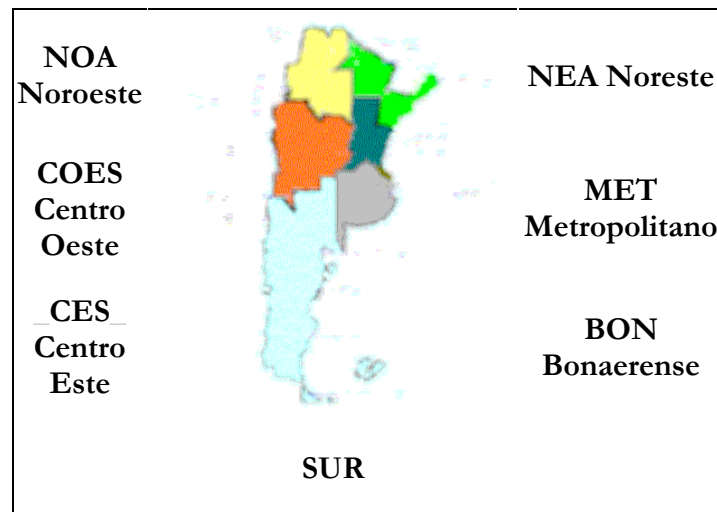 NOA
Noroeste
COES
Centro
Oeste
_CES_
Centro
Este
NEA Noreste
MET
Metropolitano
BON
Bonaerense
SUR